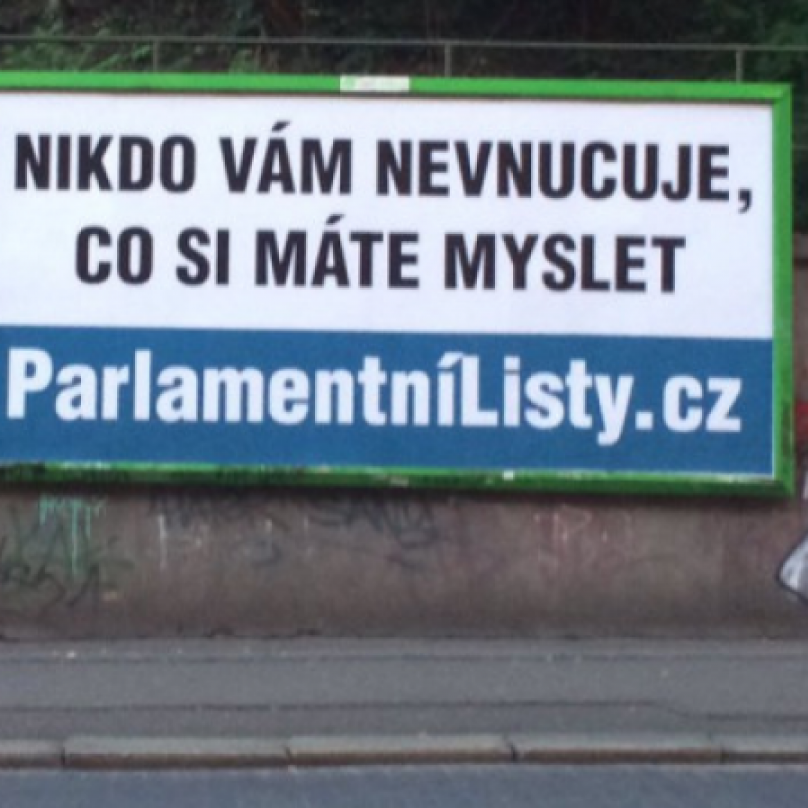 NIKDO VÁM NEVNUCUJE,
CO SI MÁTE MYSLET
ParlamentníListy.cz